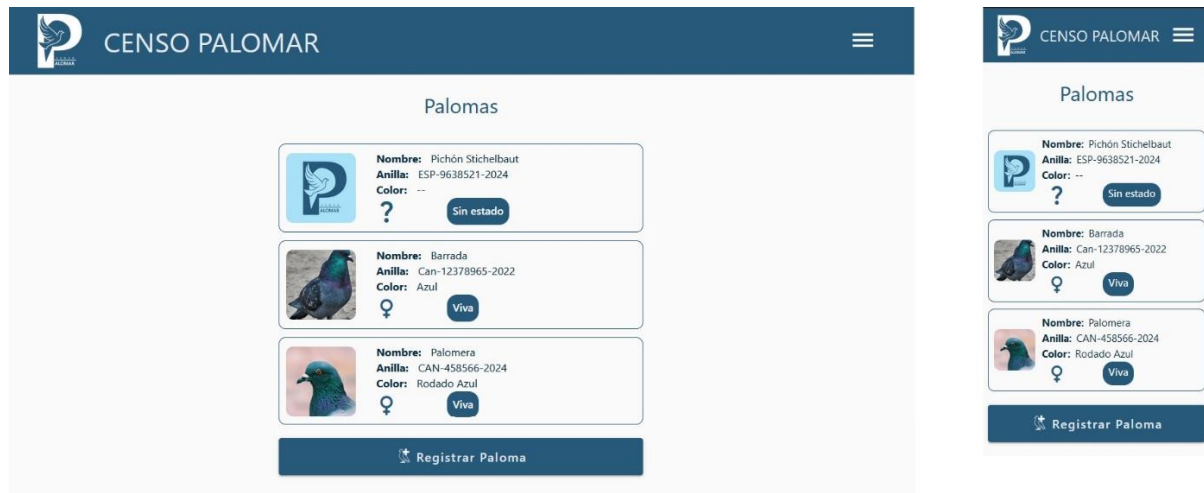 CENSO PALOMAR
Palomas
Nombre: Pichón Stichelbaut
Anilla: ESP-9638521-2024
Color: --
? Sin estado
Nombre: Barrada
Anilla: Can-12378965-2022
Color: Azul
Viva
Nombre: Palomera
Anilla: CAN-458566-2024
Color: Rodado Azul
Viva
Registrar Paloma
CENSO PALOMAR
Palomas
Nombre: Pichón Stichelbaut
Anilla: ESP-9638521-2024
Color: --
? Sin estado
Nombre: Barrada
Anilla: Can-12378965-2022
Color: Azul
Viva
Nombre: Palomera
Anilla: CAN-458566-2024
Color: Rodado Azul
Viva
Registrar Paloma